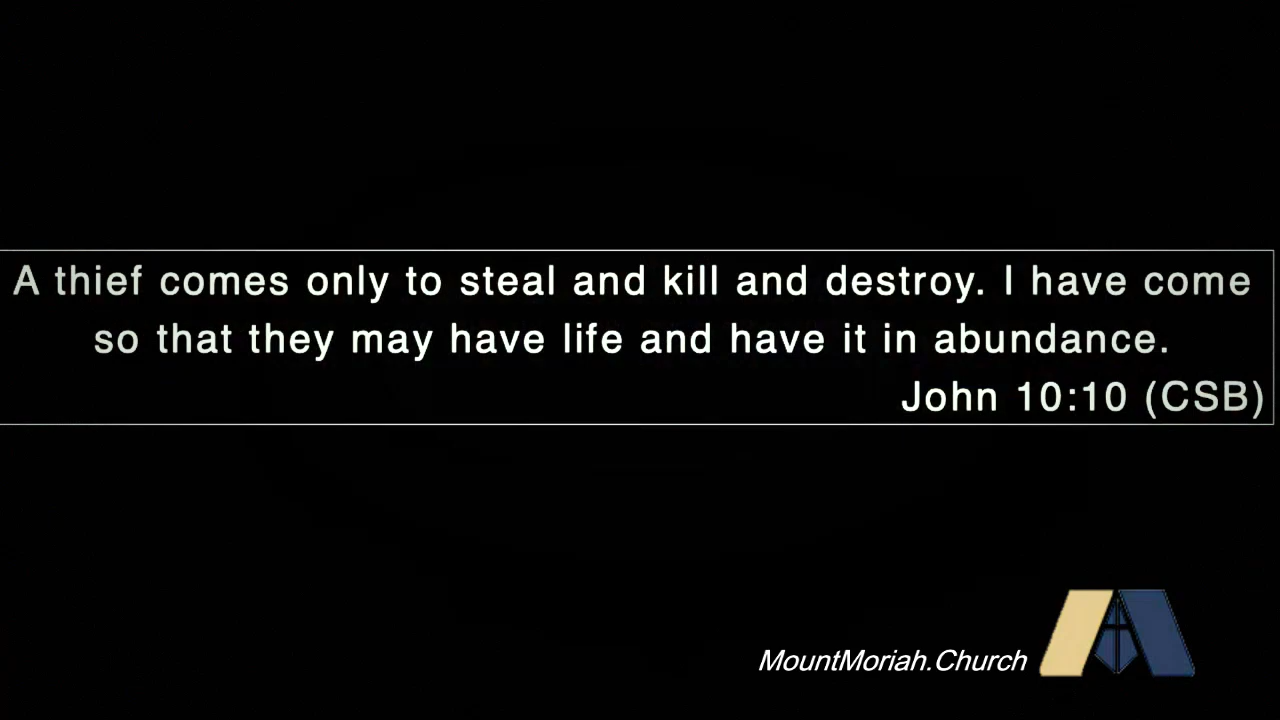 A thief comes only to steal and kill and destroy. I have come
so that they may have life and have it in abundance.
John 10:10 (CSB)
MountMoriah.Church